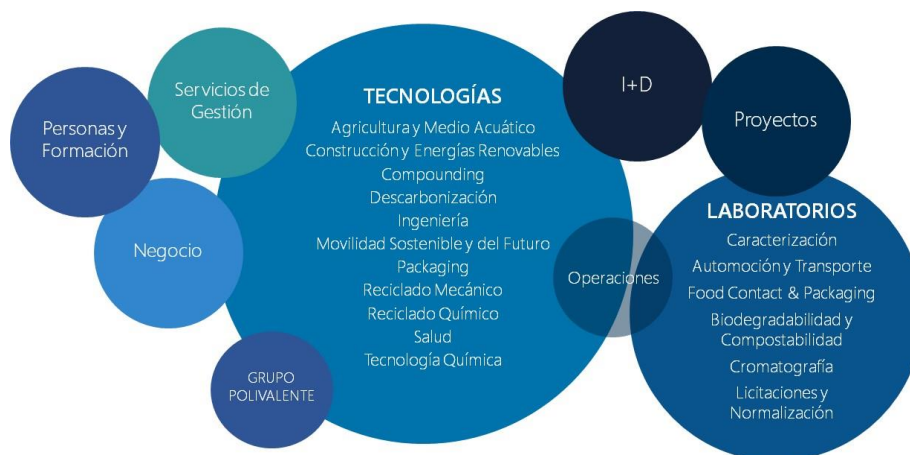 Personas y
Formación
Servicios de
Gestión
Negocio
GRUPO
POLIVALENTE
TECNOLOGÍAS
Agricultura y Medio Acuático
Construcción y Energías Renovables
Compounding
Descarbonización
Ingeniería
Movilidad Sostenible y del Futuro
Packaging
Reciclado Mecánico
Reciclado Químico
Salud
Tecnología Química
I+D
Proyectos
Operaciones
LABORATORIOS
Caracterización
Automoción y Transporte
Food Contact & Packaging
Biodegradabilidad y
Compostabilidad
Cromatografía
Licitaciones y
Normalización